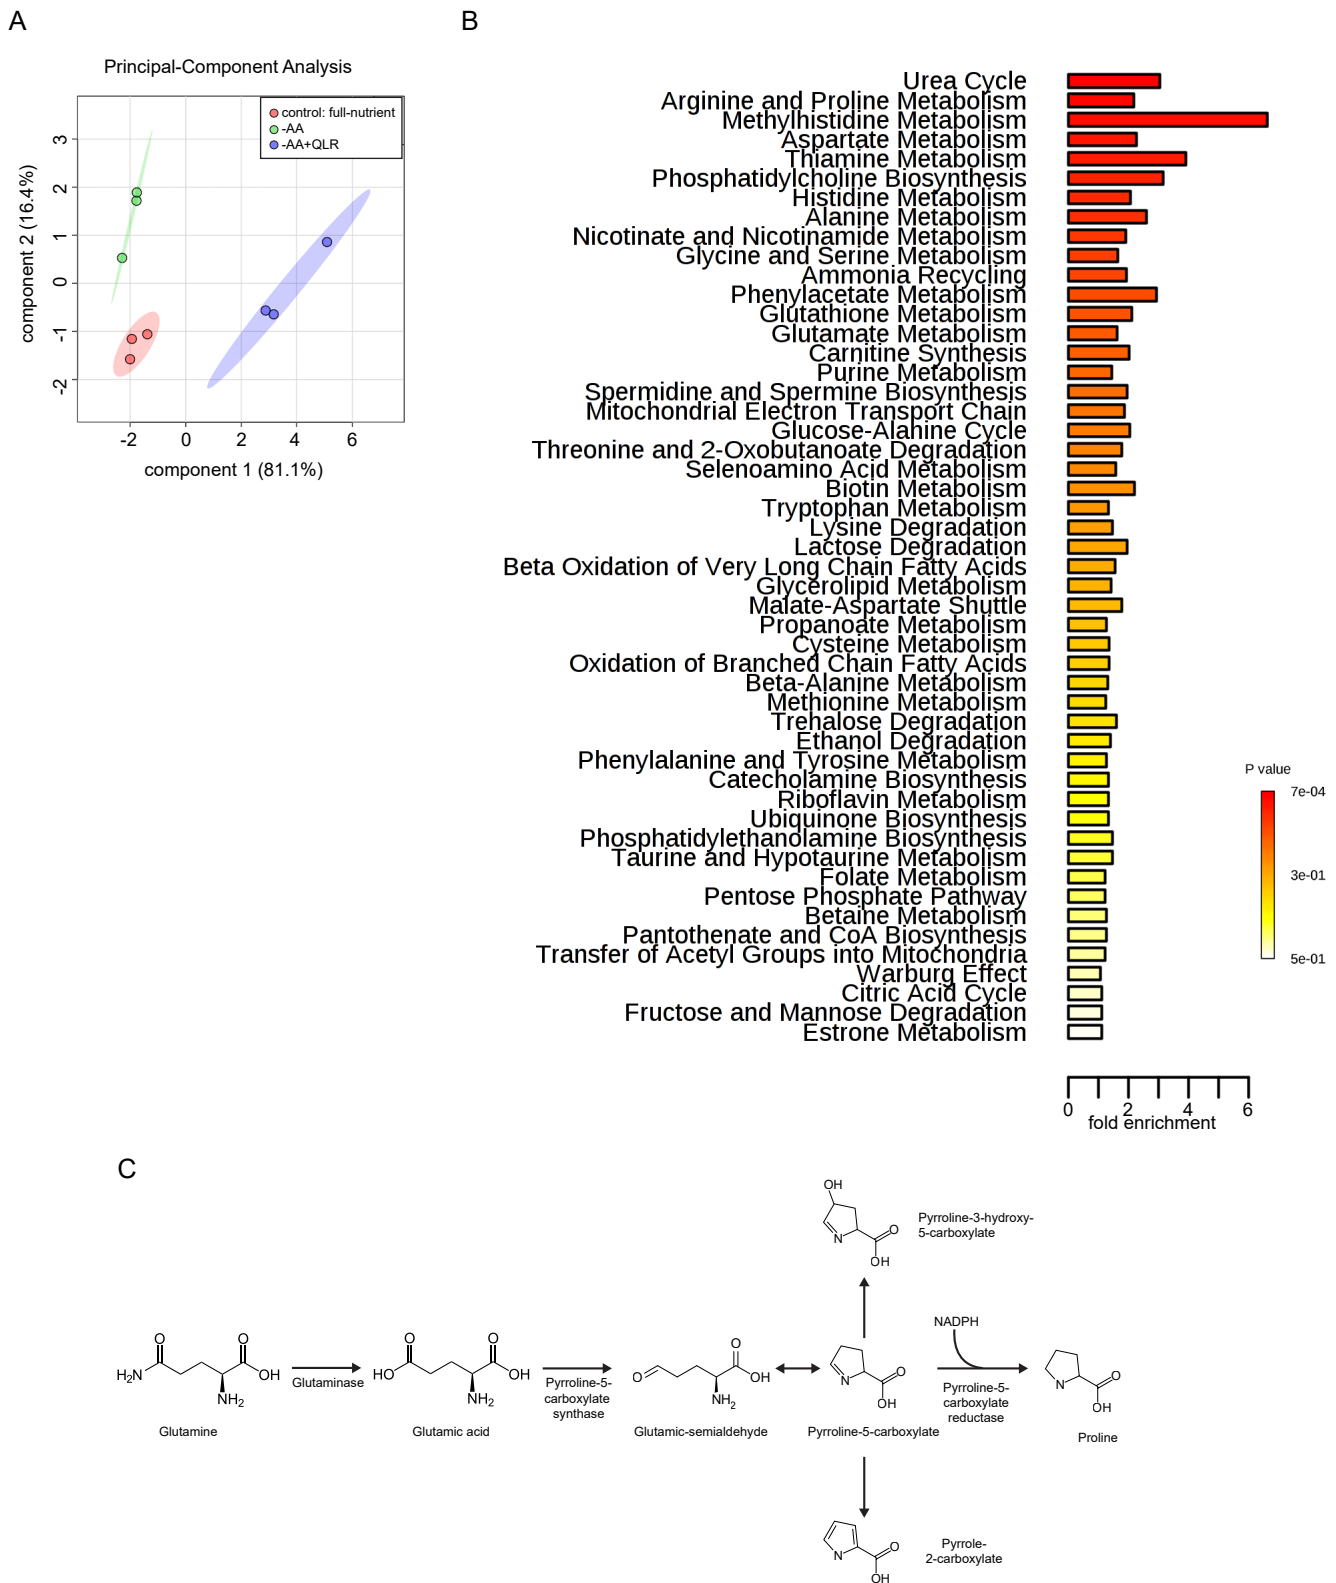 A
B
Principal-Component Analysis
control: full-nutrient
-AA
-AA+QLR
component 2 (16.4%)
3
2
1
0
-1
-2
-2
0
2
4
6
component 1 (81.1%)
Urea Cycle
Arginine and Proline Metabolism
Methylhistidine Metabolism
Aspartate Metabolism
Thiamine Metabolism
Phosphatidylcholine Biosynthesis
Histidine Metabolism
Alanine Metabolism
Nicotinate and Nicotinamide Metabolism
Glycine and Serine Metabolism
Ammonia Recycling
Phenylacetate Metabolism
Glutathione Metabolism
Glutamate Metabolism
Carnitine Synthesis
Purine Metabolism
Spermidine and Spermine Biosynthesis
Mitochondrial Electron Transport Chain
Glucose-Alanine Cycle
Threonine and 2-Oxobutanoate Degradation
Selenoamino Acid Metabolism
Biotin Metabolism
Tryptophan Metabolism
Lysine Degradation
Lactose Degradation
Beta Oxidation of Very Long Chain Fatty Acids
Glycerolipid Metabolism
Malate-Aspartate Shuttle
Propanoate Metabolism
Cysteine Metabolism
Oxidation of Branched Chain Fatty Acids
Beta-Alanine Metabolism
Methionine Metabolism
Trehalose Degradation
Ethanol Degradation
Phenylalanine and Tyrosine Metabolism
Catecholamine Biosynthesis
Riboflavin Metabolism
Ubiquinone Biosynthesis
Phosphatidylethanolamine Biosynthesis
Taurine and Hypotaurine Metabolism
Folate Metabolism
Pentose Phosphate Pathway
Betaine Metabolism
Pantothenate and CoA Biosynthesis
Transfer of Acetyl Groups into Mitochondria
Warburg Effect
Citric Acid Cycle
Fructose and Mannose Degradation
Estrone Metabolism
P value
7e-04
3e-01
5e-01
0
2
4
6
fold enrichment
C
OH
N
O
OH
Pyrroline-3-hydroxy-
5-carboxylate
O
O
H₂N
OH
NH₂
Glutamine
Glutaminase
O
O
HO
OH
NH₂
Glutamic acid
Pyrroline-5-
carboxylate
synthase
O
O
OH
NH₂
Glutamic-semialdehyde
N
O
OH
Pyrroline-5-carboxylate
NADPH
Pyrroline-5-
carboxylate
reductase
N
O
OH
Proline
N
O
OH
Pyrrole-
2-carboxylate